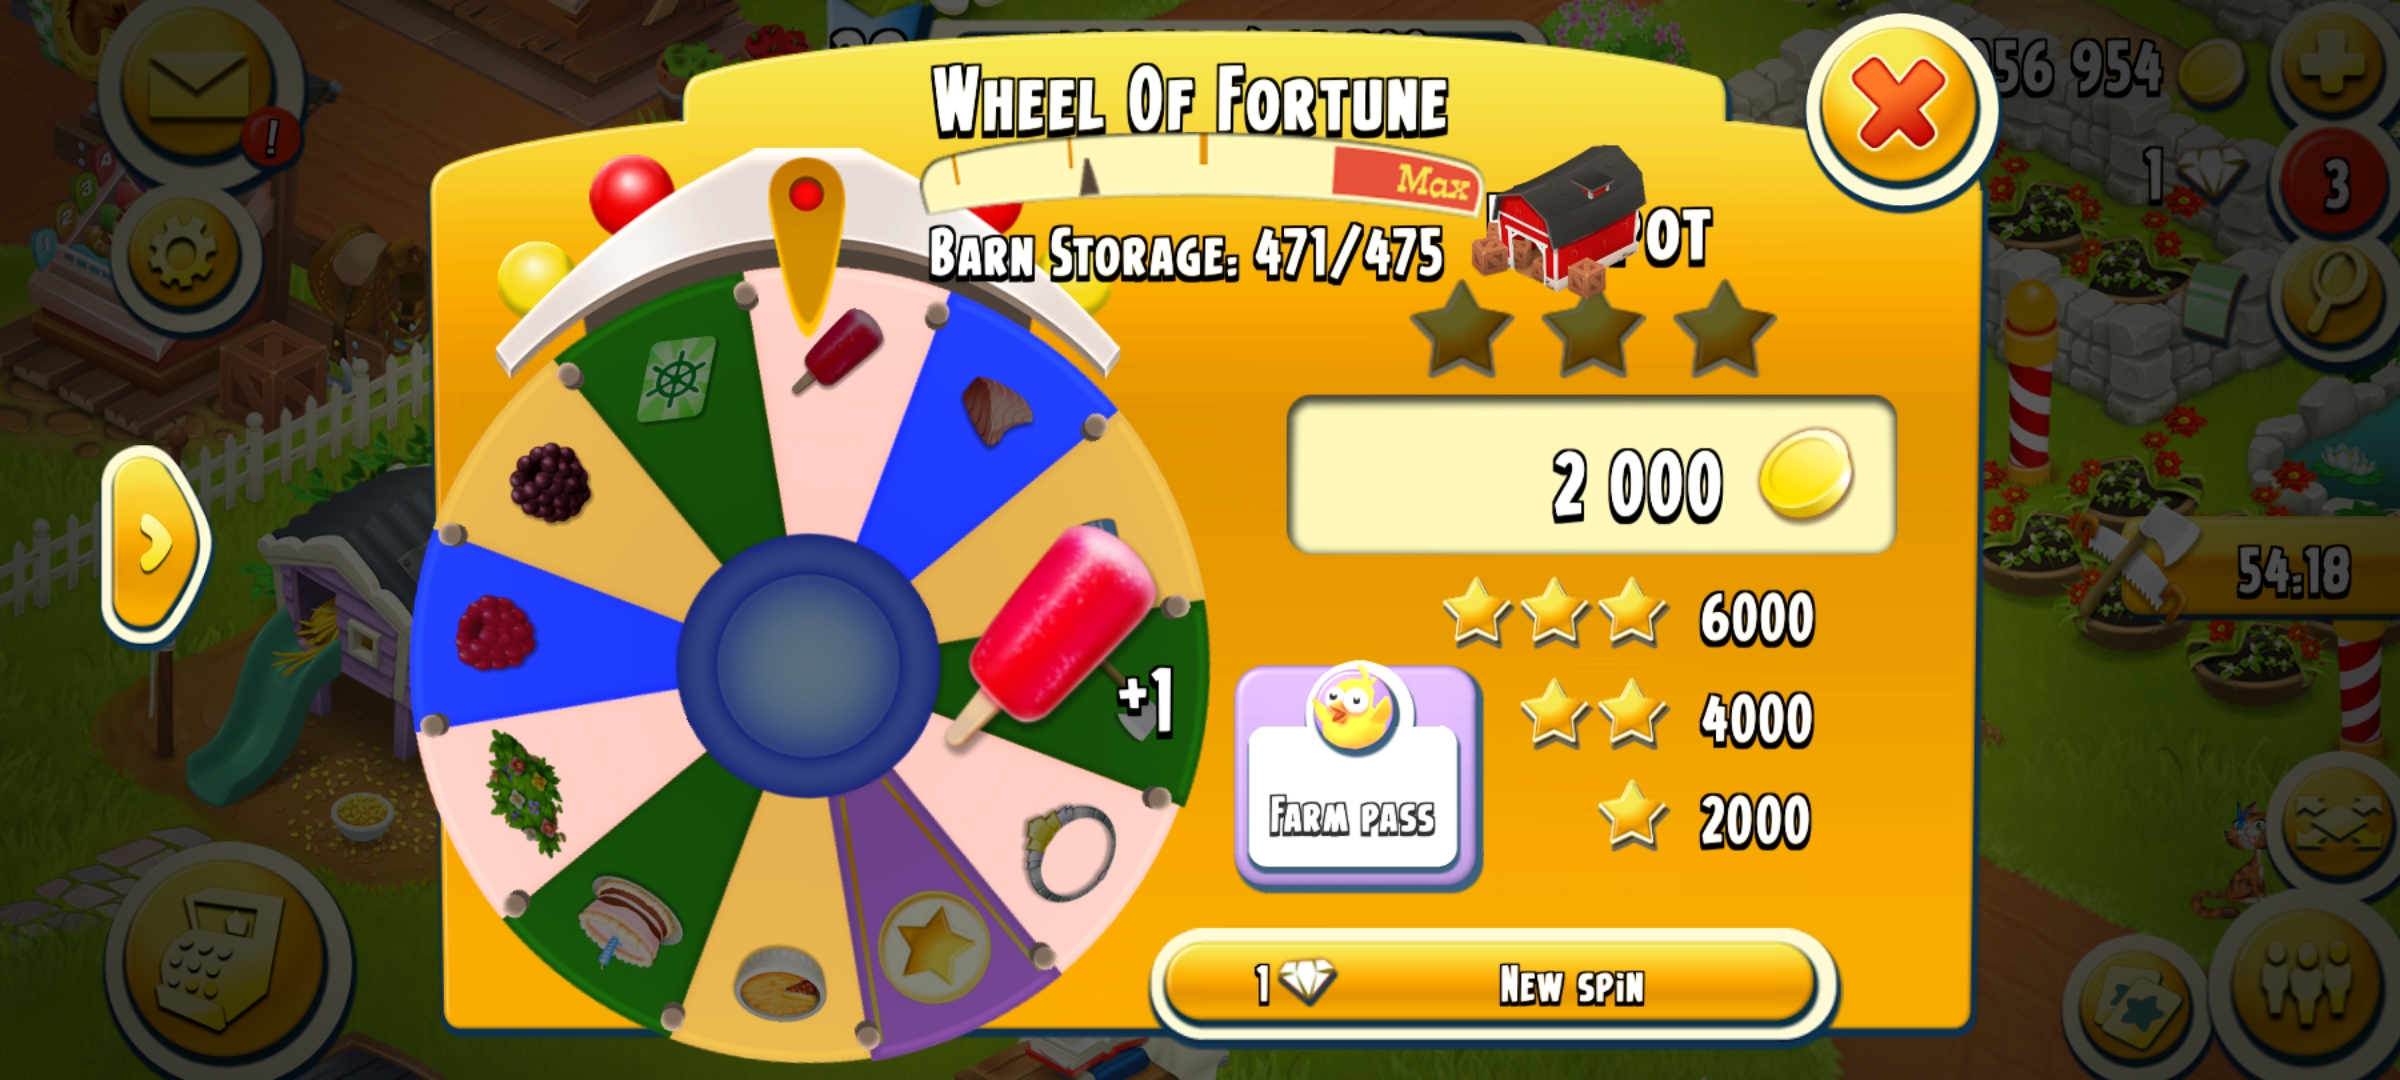 WHEEL OF FORTUNE
56 954
Max
1
3
BARN STORAGE: 471/475
OT
2 000
54:18
6000
+1
4000
FARM PASS
2000
1
NEW SPIN